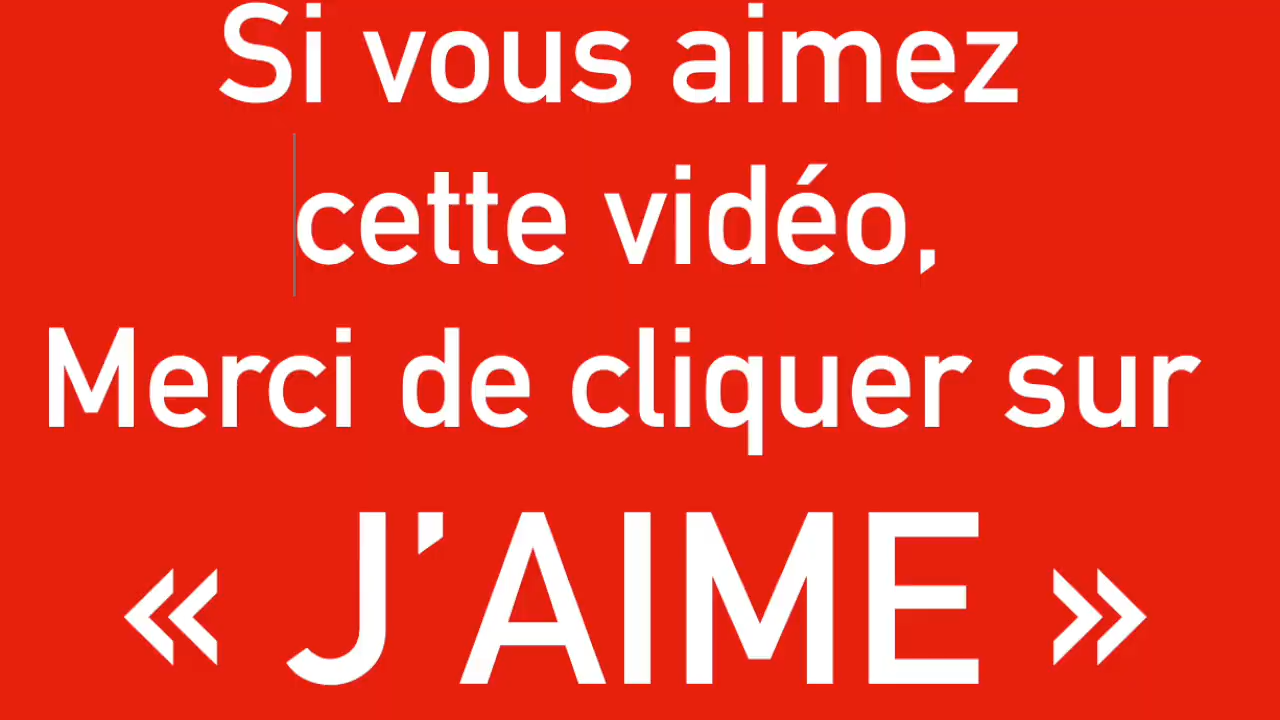 Si vous aimez
cette vidéo,
Merci de cliquer sur
« J’AIME »